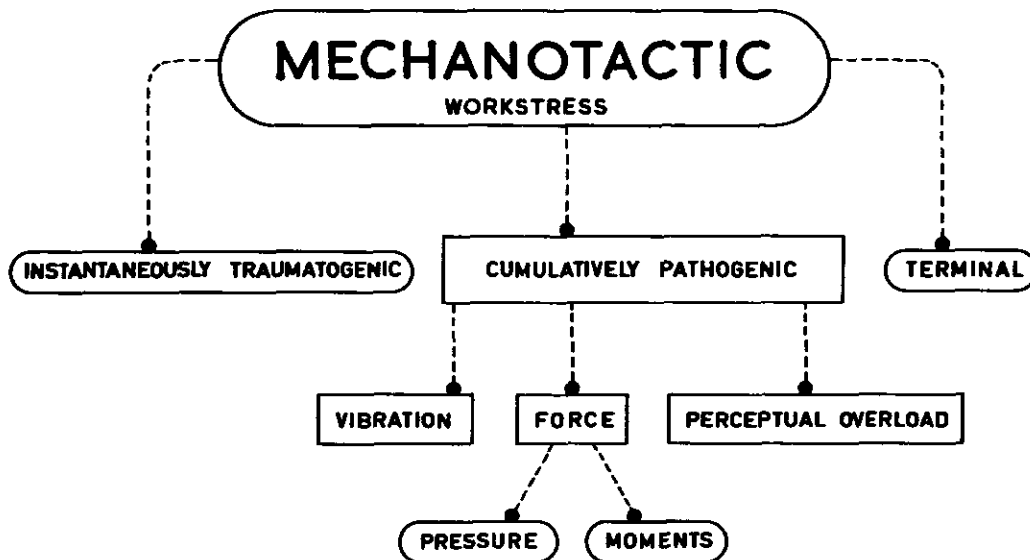 MECHANOTACTIC
WORKSTRESS
INSTANTANEOUSLY TRAUMATOGENIC
CUMULATIVELY PATHOGENIC
TERMINAL
VIBRATION
FORCE
PERCEPTUAL OVERLOAD
PRESSURE
MOMENTS